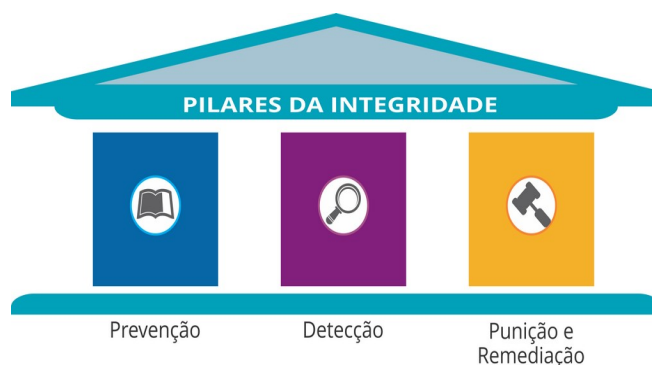 PILARES DA INTEGRIDADE
Prevenção
Detecção
Punição e
Remediação